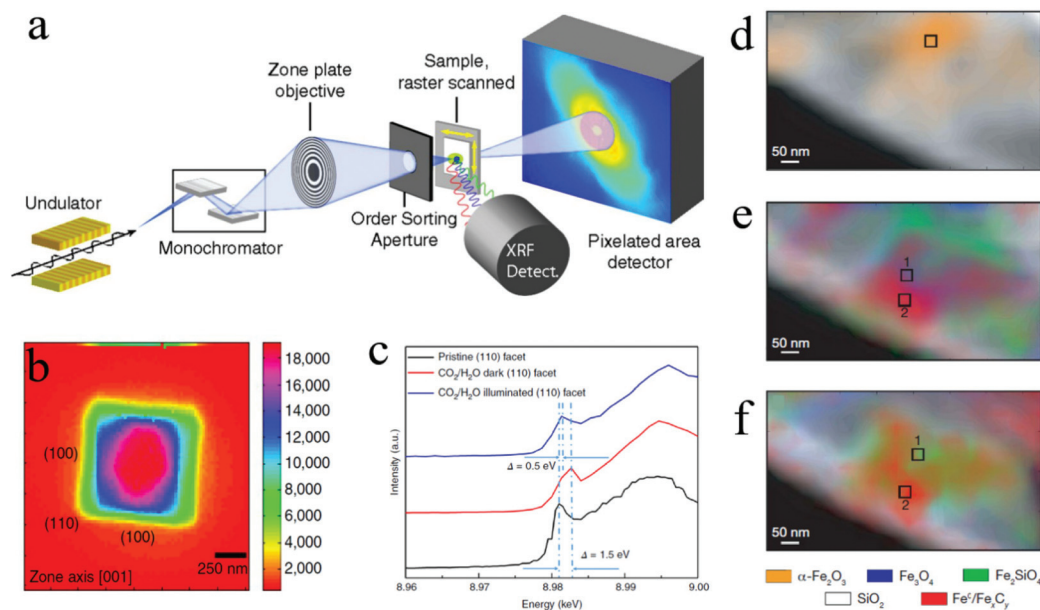 a
Zone plate
objective
Sample,
raster scanned
Undulator
Monochromator
Order Sorting
Aperture
XRF
Detect.
Pixelated area
detector
b
(100)
(110)
(100)
250 nm
Zone axis [001]
18,000
16,000
14,000
12,000
10,000
8,000
6,000
4,000
2,000
c
Pristine (110) facet
CO₂/H₂O dark (110) facet
CO₂/H₂O illuminated (110) facet
Intensity (a.u.)
Δ = 0.5 eV
Δ = 1.5 eV
8.96
8.97
8.98
8.99
9.00
Energy (keV)
d
50 nm
e
1
2
50 nm
f
1
2
50 nm
α-Fe₂O₃
Fe₃O₄
Fe₂SiO₄
SiO₂
Feᶜ/FeₓCᵧ